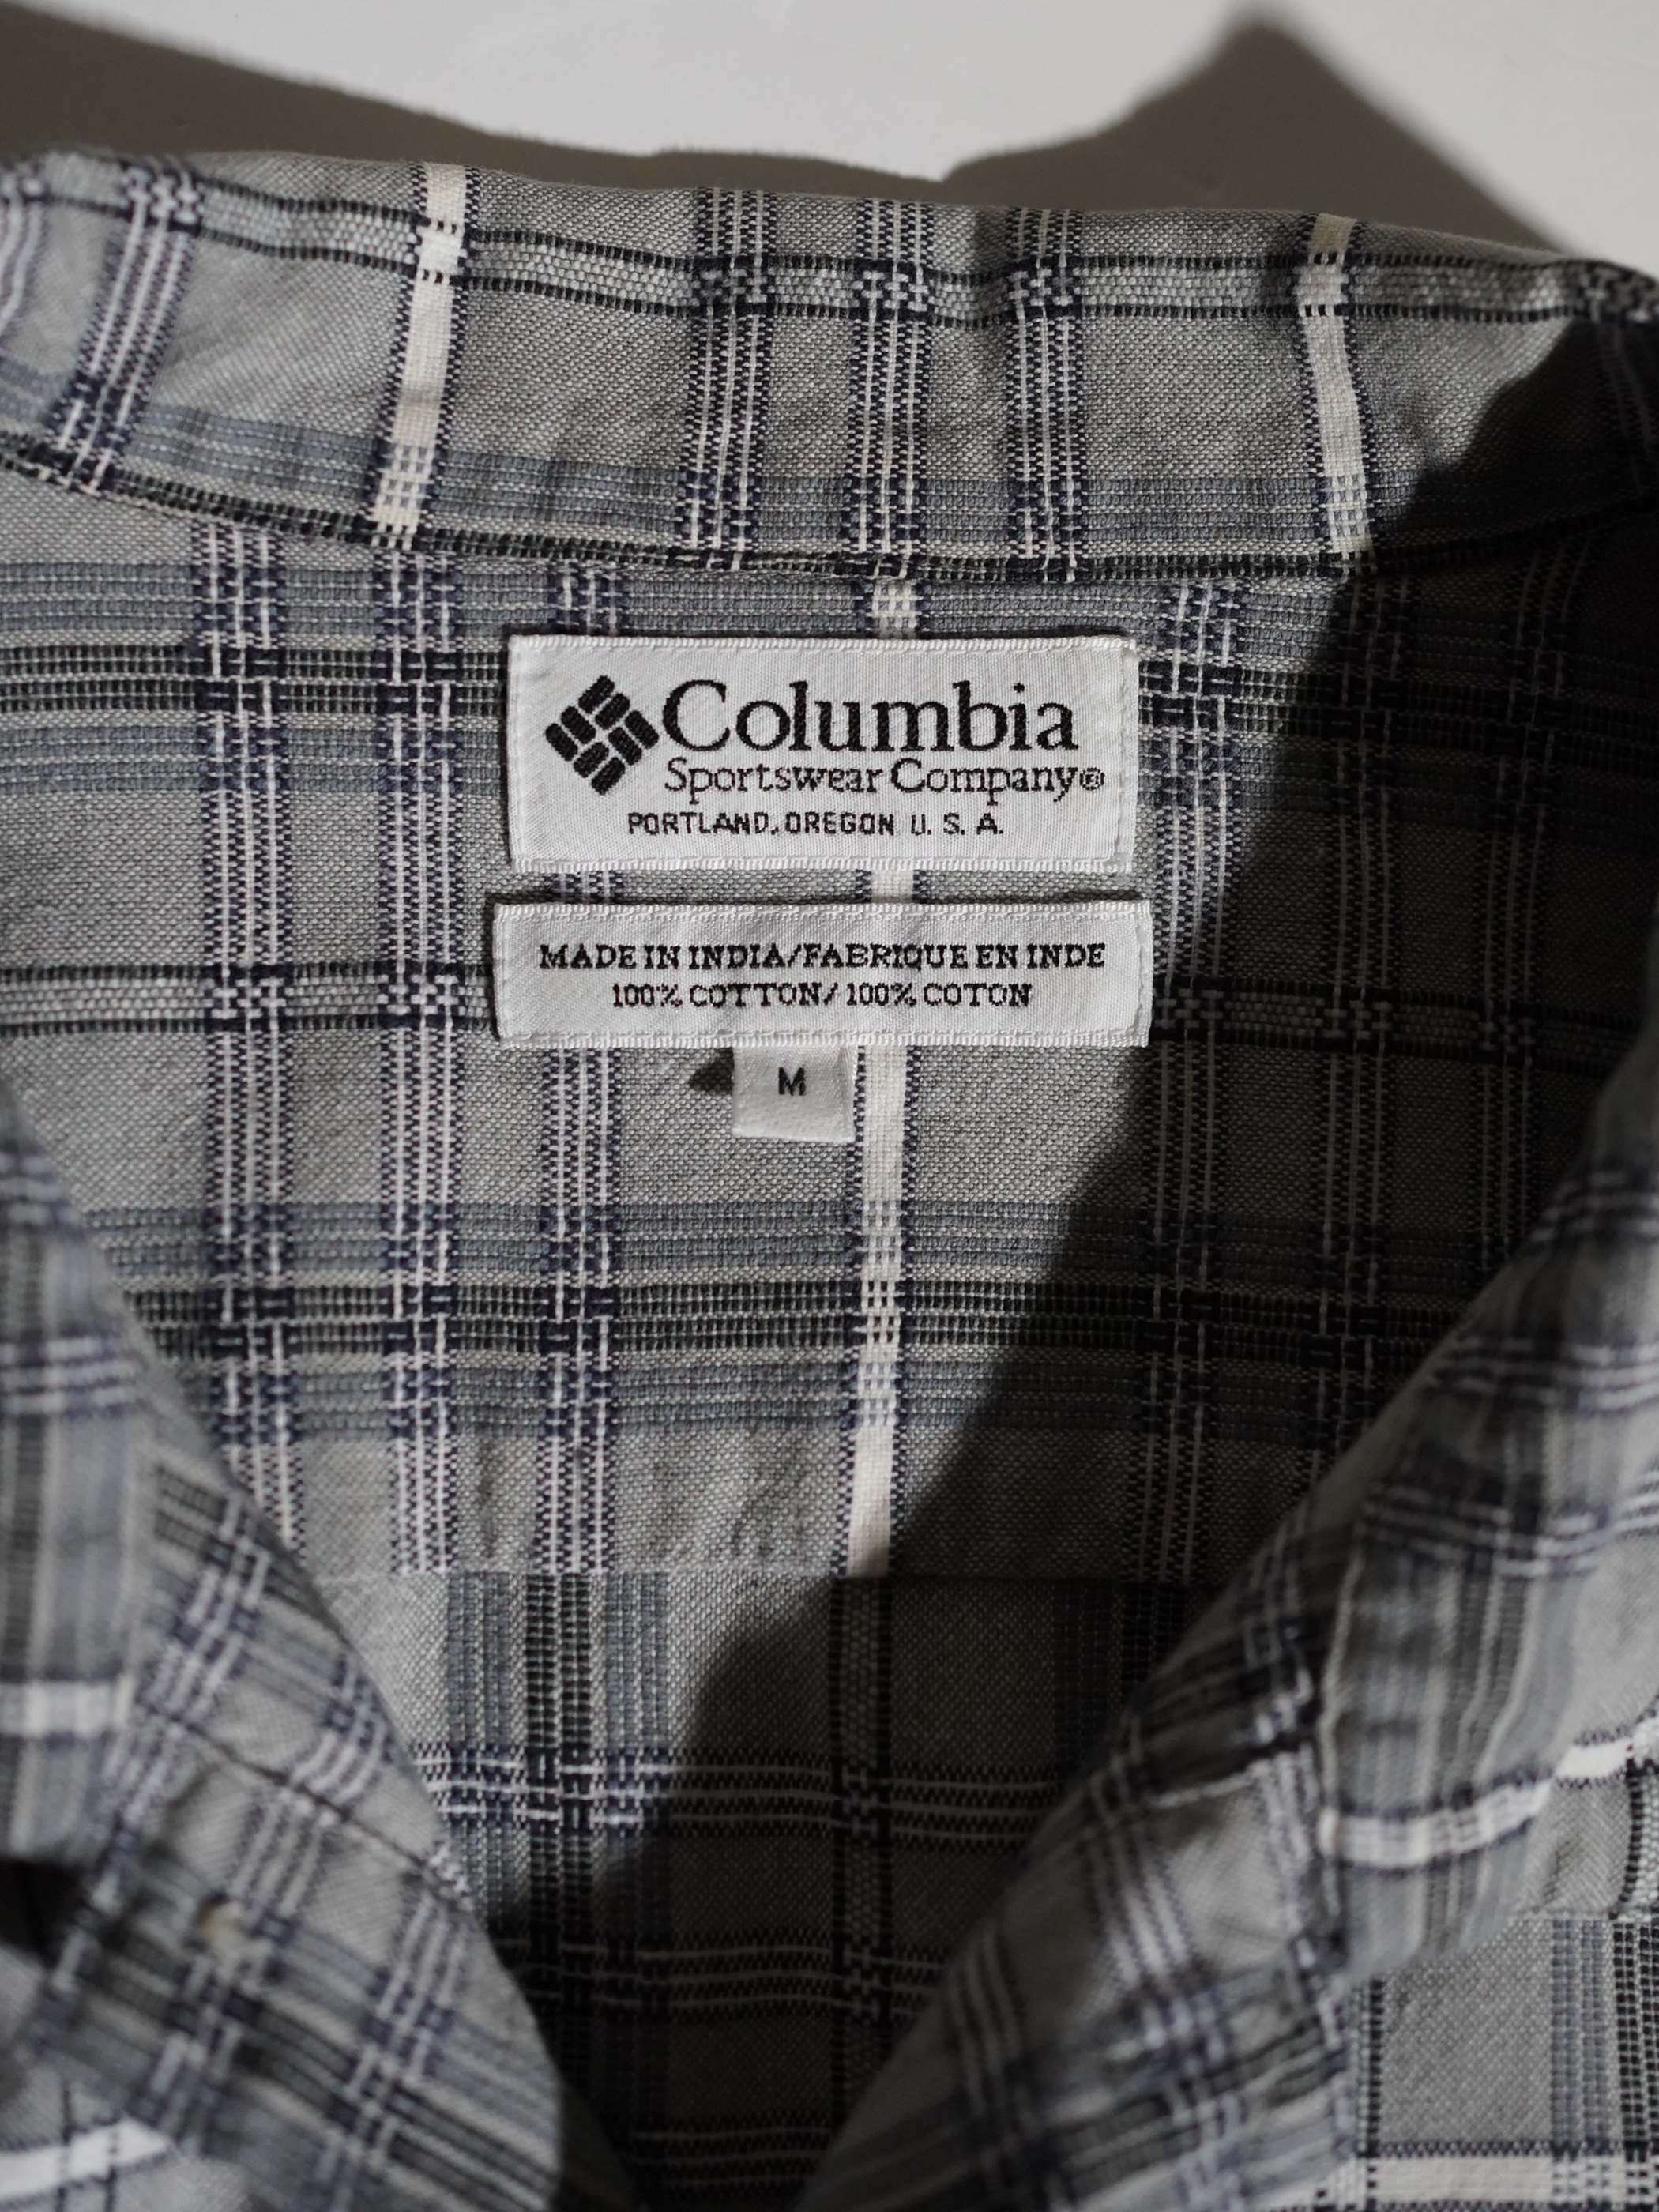 Columbia
Sportswear Company®
PORTLAND, OREGON U. S. A.
MADE IN INDIA/FABRIQUE EN INDE
100% COTTON/ 100% COTON
M